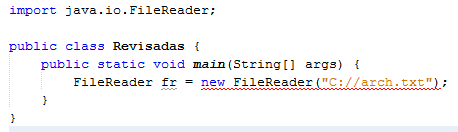 import java.io.FileReader;
public class Revisadas {
public static void main(String[] args) {
FileReader fr = new FileReader("C://arch.txt");
}
}